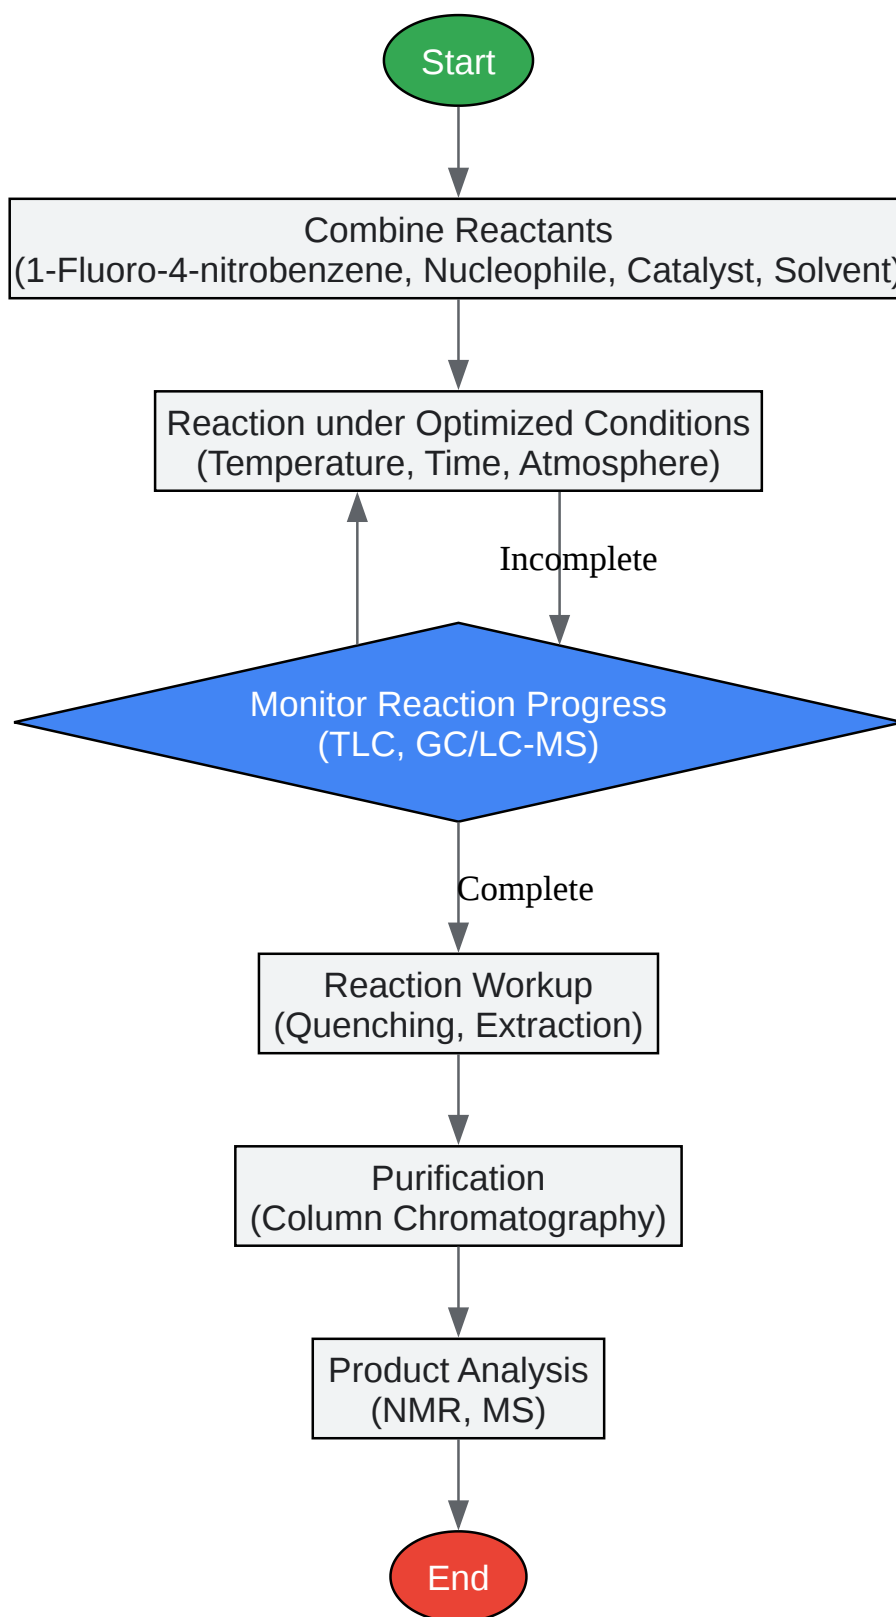 Start
Combine Reactants
(1-Fluoro-4-nitrobenzene, Nucleophile, Catalyst, Solvent)
Reaction under Optimized Conditions
(Temperature, Time, Atmosphere)
Incomplete
Monitor Reaction Progress
(TLC, GC/LC-MS)
Complete
Reaction Workup
(Quenching, Extraction)
Purification
(Column Chromatography)
Product Analysis
(NMR, MS)
End